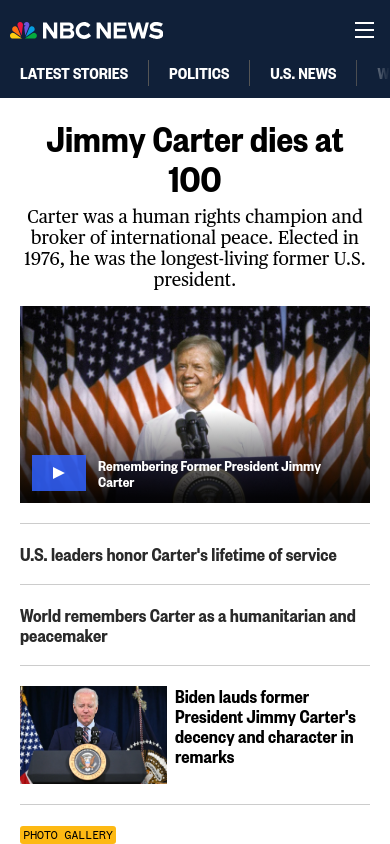 NBC NEWS
LATEST STORIES POLITICS U.S. NEWS
Jimmy Carter dies at
100
Carter was a human rights champion and
broker of international peace. Elected in
1976, he was the longest-living former U.S.
president.
Remembering Former President Jimmy
Carter
U.S. leaders honor Carter's lifetime of service
World remembers Carter as a humanitarian and
peacemaker
Biden lauds former
President Jimmy Carter's
decency and character in
remarks
PHOTO GALLERY